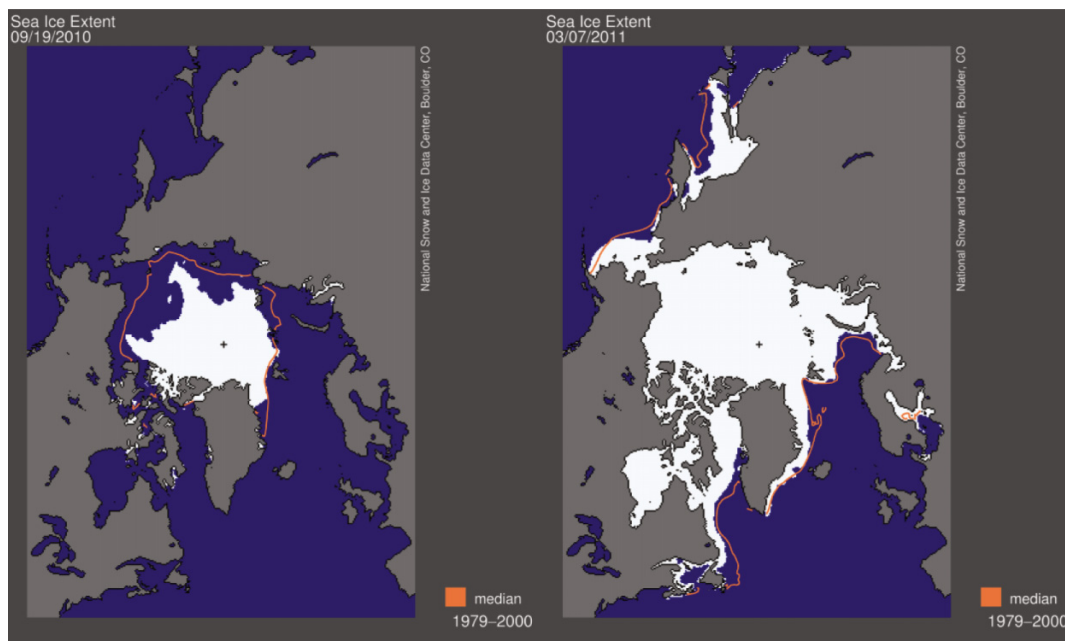 Sea Ice Extent
09/19/2010
National Snow and Ice Data Center, Boulder, CO
median
1979–2000
Sea Ice Extent
03/07/2011
National Snow and Ice Data Center, Boulder, CO
median
1979–2000